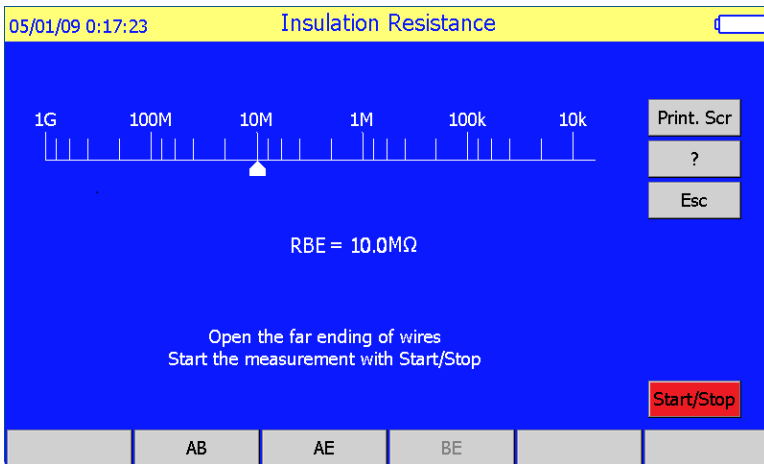 05/01/09 0:17:23 Insulation Resistance
1G 100M 10M 1M 100k 10k
Print. Scr
?
Esc
RBE = 10.0MΩ
Open the far ending of wires
Start the measurement with Start/Stop
Start/Stop
AB AE BE